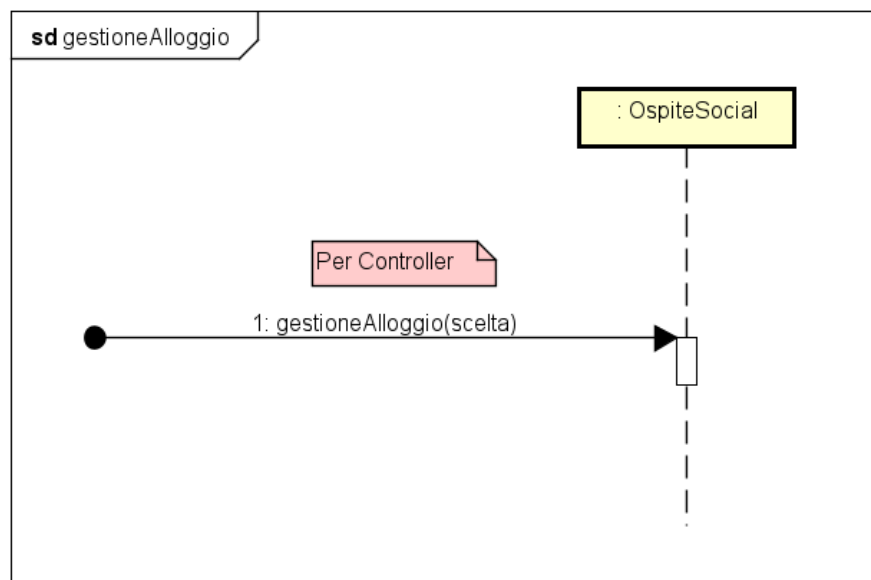 sd gestioneAlloggio
: OspiteSocial
Per Controller
1: gestioneAlloggio(scelta)